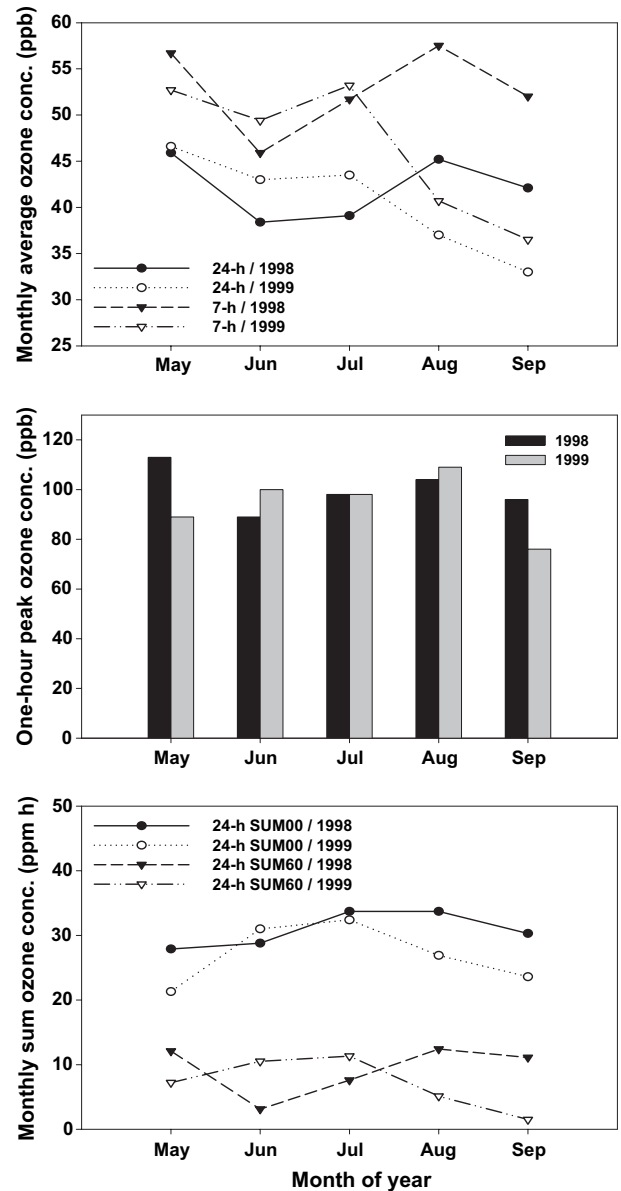 Monthly average ozone conc. (ppb)
60
55
50
45
40
35
30
25
24-h / 1998
24-h / 1999
7-h / 1998
7-h / 1999
May Jun Jul Aug Sep
One-hour peak ozone conc. (ppb)
120
100
80
60
40
20
0
1998
1999
May Jun Jul Aug Sep
Monthly sum ozone conc. (ppm h)
50
40
30
20
10
0
24-h SUM00 / 1998
24-h SUM00 / 1999
24-h SUM60 / 1998
24-h SUM60 / 1999
May Jun Jul Aug Sep
Month of year